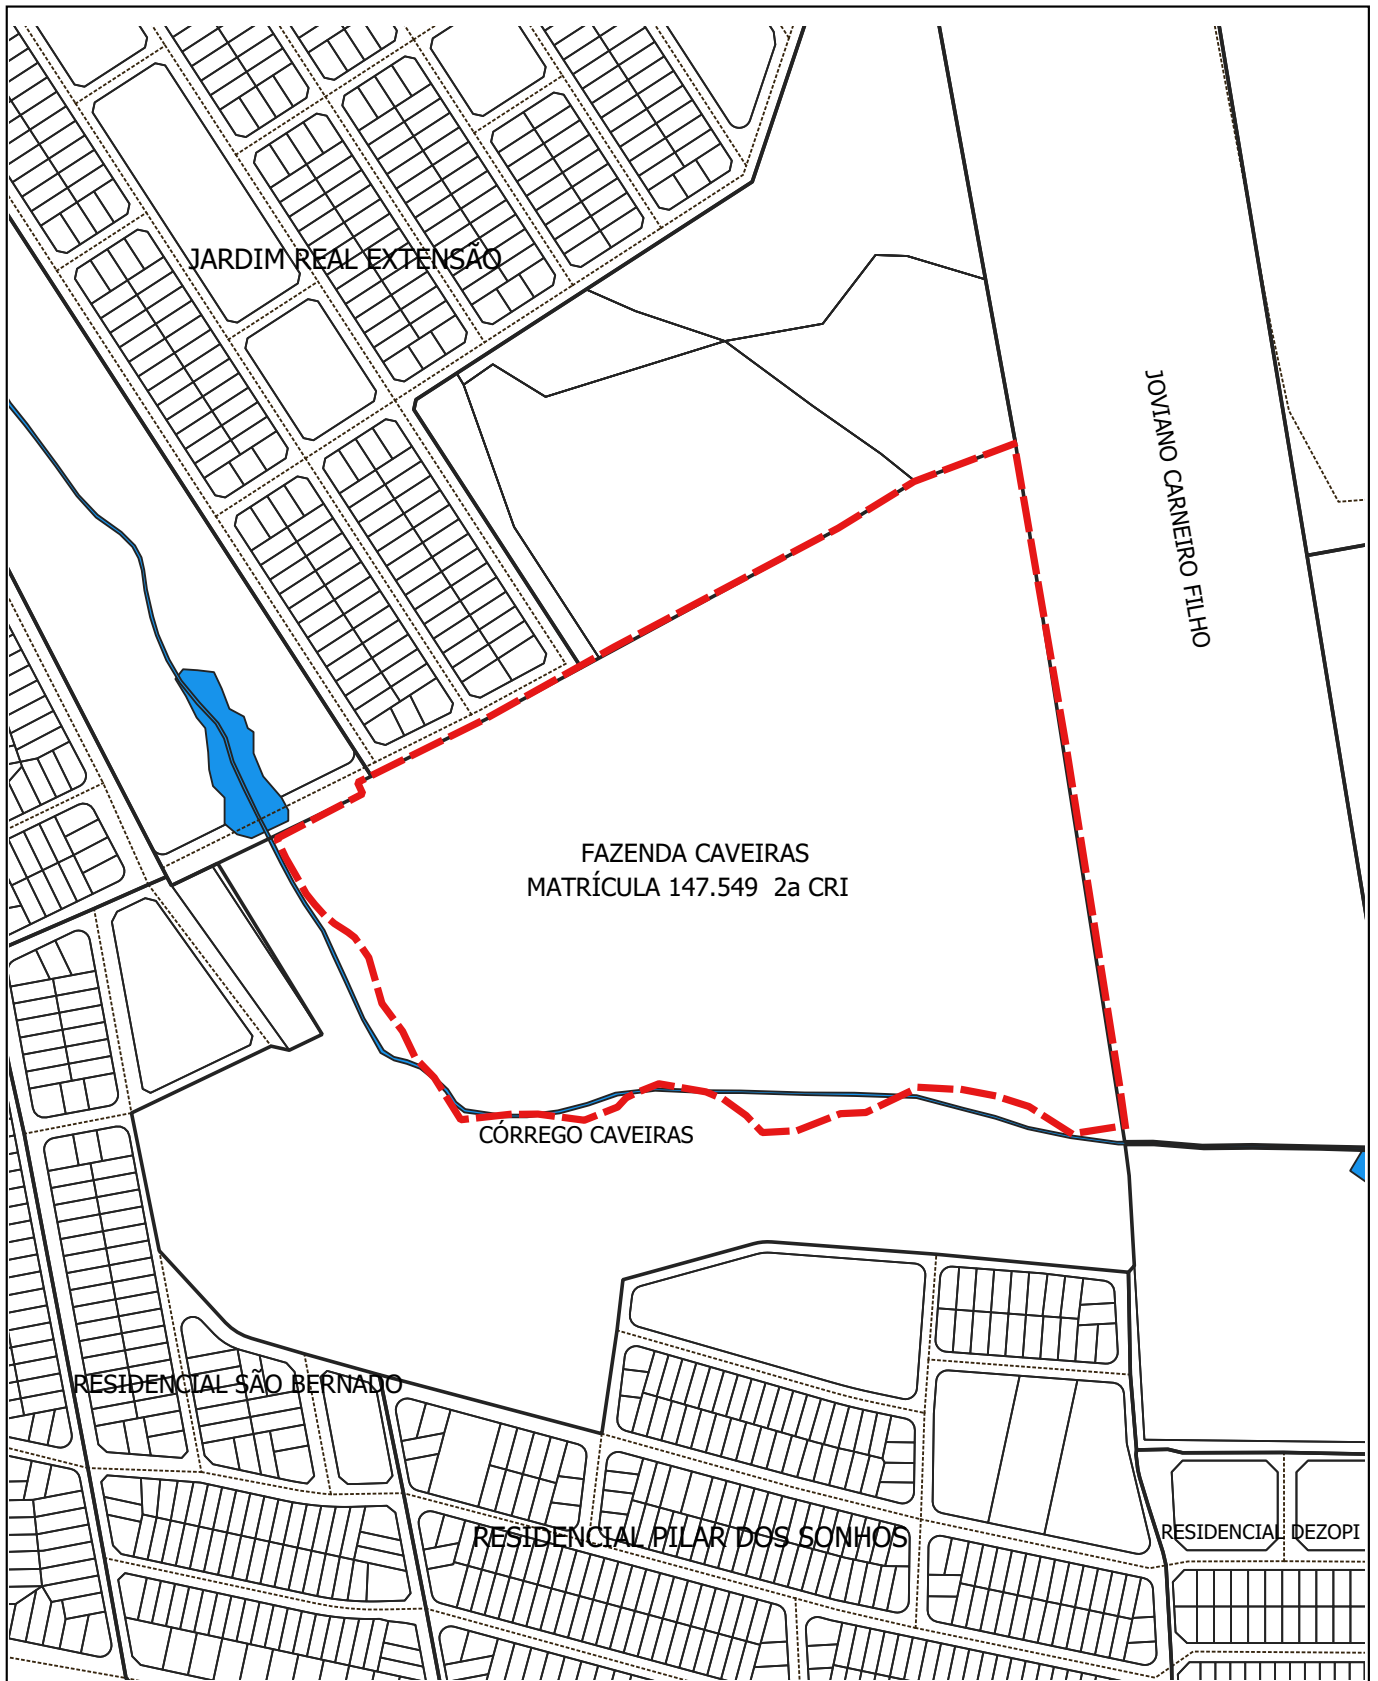 JARDIM REAL EXTENSÃO
JOVIANO CARNEIRO FILHO
FAZENDA CAVEIRAS
MATRÍCULA 147.549 2a CRI
CÓRREGO CAVEIRAS
RESIDENCIAL SÃO BERNADO
RESIDENCIAL PILAR DOS SONHOS
RESIDENCIAL DEZOPI